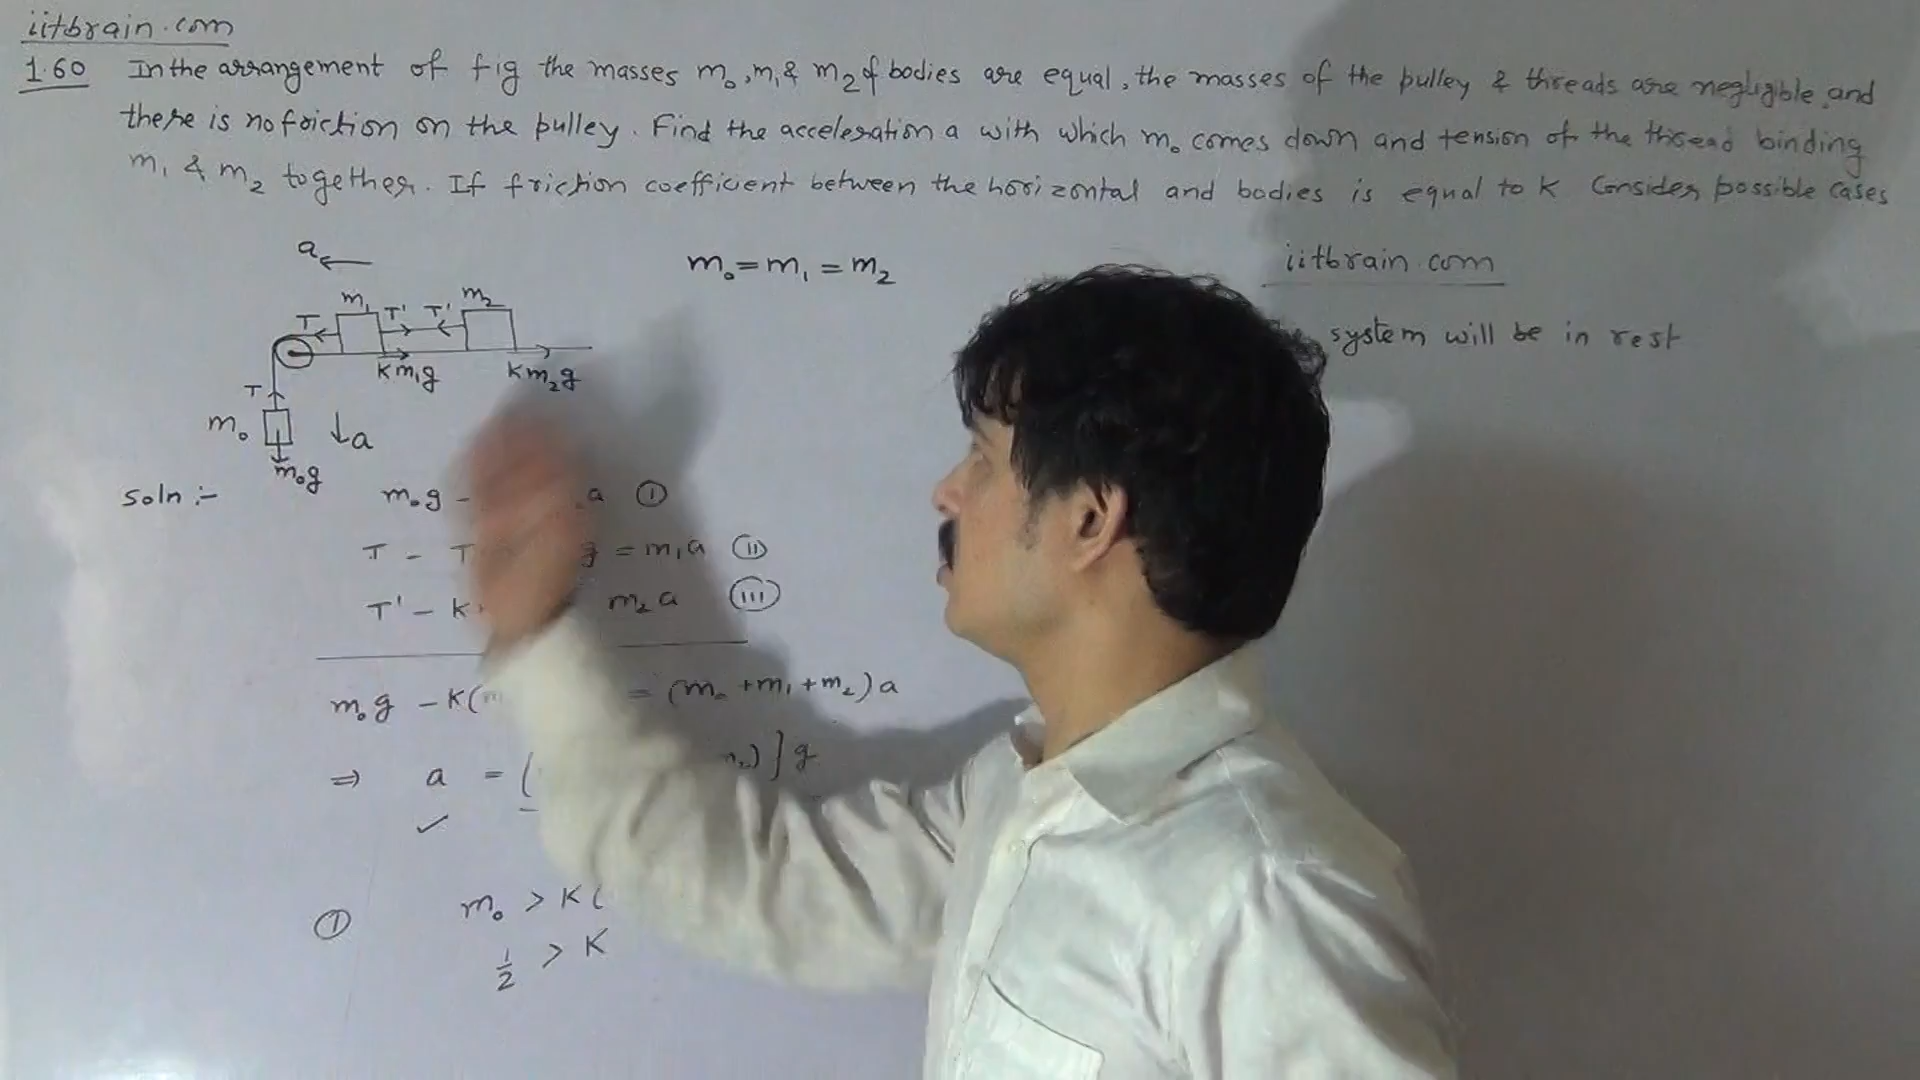 iitbrain.com
1.60 In the arrangement of fig the masses m₀, m₁ & m₂ of bodies are equal, the masses of the pulley & threads are negligible, and
there is no friction on the pulley. Find the acceleration a with which m₀ comes down and tension of the thread binding
m₁ & m₂ together. If friction coefficient between the horizontal and bodies is equal to K Consider possible cases
a ←
m₀ = m₁ = m₂
iitbrain.com
m₁ m₂
T T' T'
system will be in rest
Km₁g Km₂g
T
m₀ ↓a
m₀g
Soln :-
m₀g - a (I)
T - T g = m₁a (II)
T' - K m₂a (III)
m₀g - K( = (m₀ + m₁ + m₂)a
⇒ a = ( m₂) ] g
✓
(I) m₀ > K (
1/2 > K